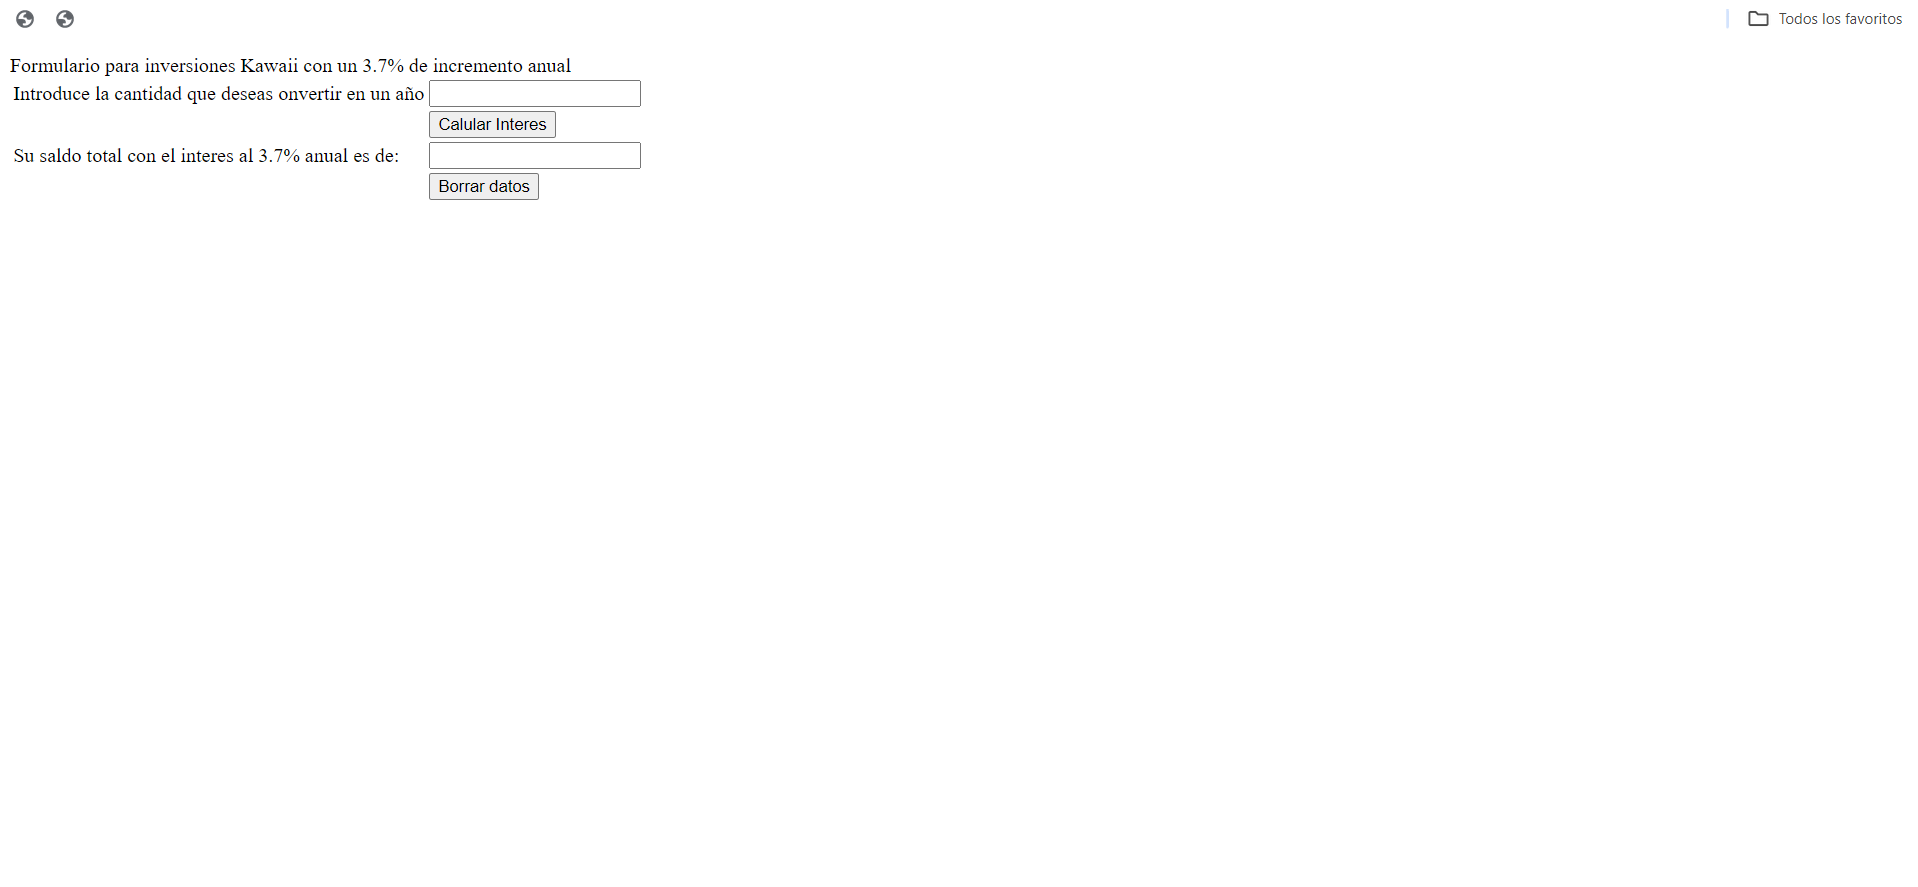 Todos los favoritos
Formulario para inversiones Kawaii con un 3.7% de incremento anual
Introduce la cantidad que deseas onvertir en un año
Calular Interes
Su saldo total con el interes al 3.7% anual es de:
Borrar datos